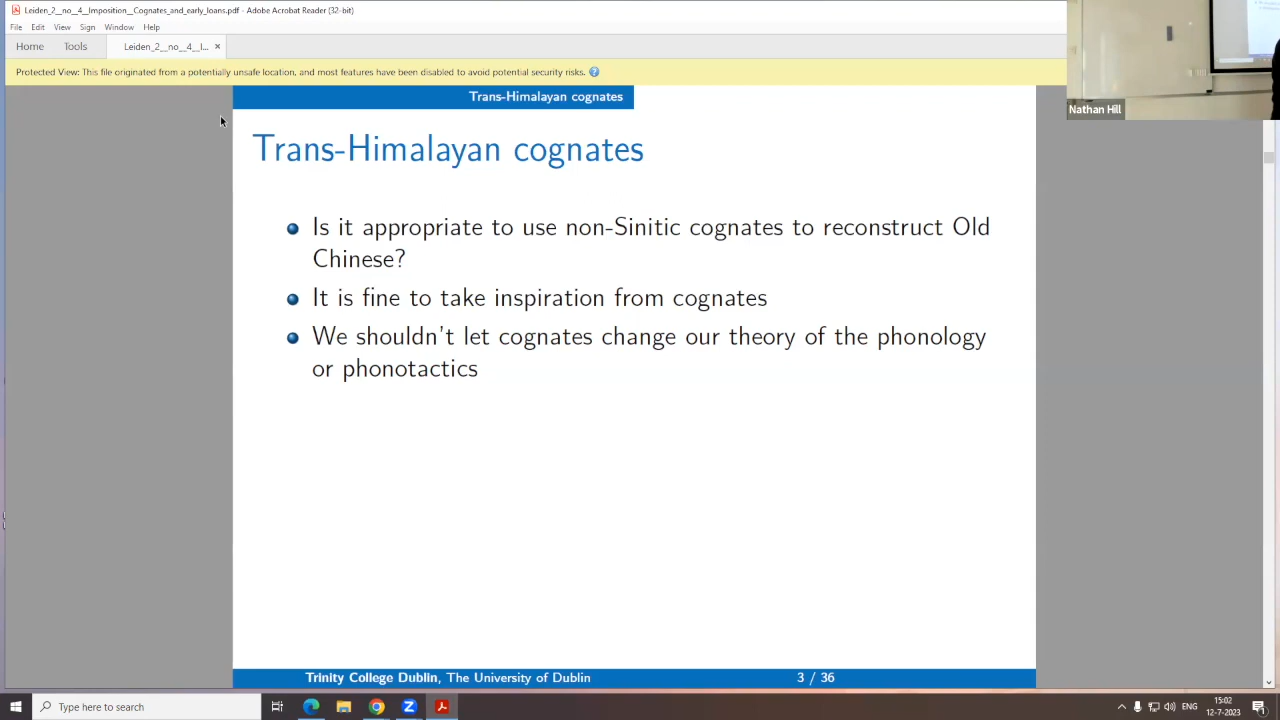 Leiden_2__no__4__Imposition__Cognates_and_early_loans.pdf - Adobe Acrobat Reader (32-bit)
File Edit View Sign Window Help
Home Tools Leiden_2__no__4__I... ×
Protected View: This file originated from a potentially unsafe location, and most features have been disabled to avoid potential security risks.
Nathan Hill
Trans-Himalayan cognates
Trans-Himalayan cognates
Is it appropriate to use non-Sinitic cognates to reconstruct Old
Chinese?
It is fine to take inspiration from cognates
We shouldn't let cognates change our theory of the phonology
or phonotactics
Trinity College Dublin, The University of Dublin 3 / 36
Type here to search
ENG 15:02
12-7-2023